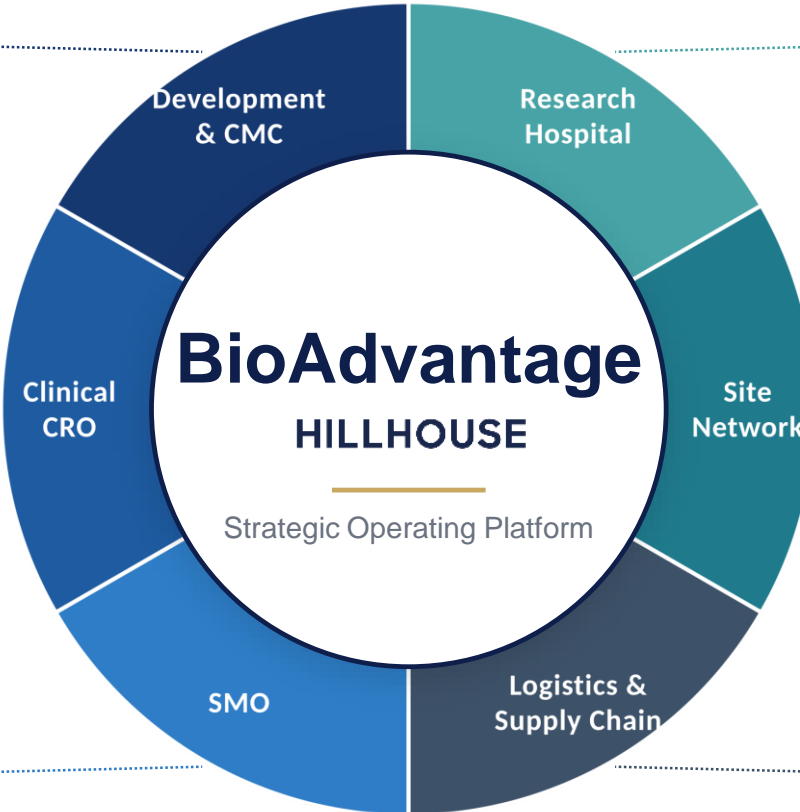 Development
& CMC
Research
Hospital
Clinical
CRO
BioAdvantage
HILLHOUSE
Strategic Operating Platform
Site
Network
SMO
Logistics &
Supply Chain